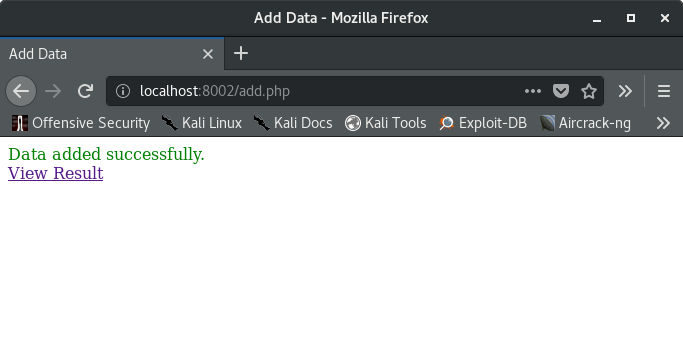 Add Data - Mozilla Firefox
Add Data
localhost:8002/add.php
Offensive Security Kali Linux Kali Docs Kali Tools Exploit-DB Aircrack-ng
Data added successfully.
View Result